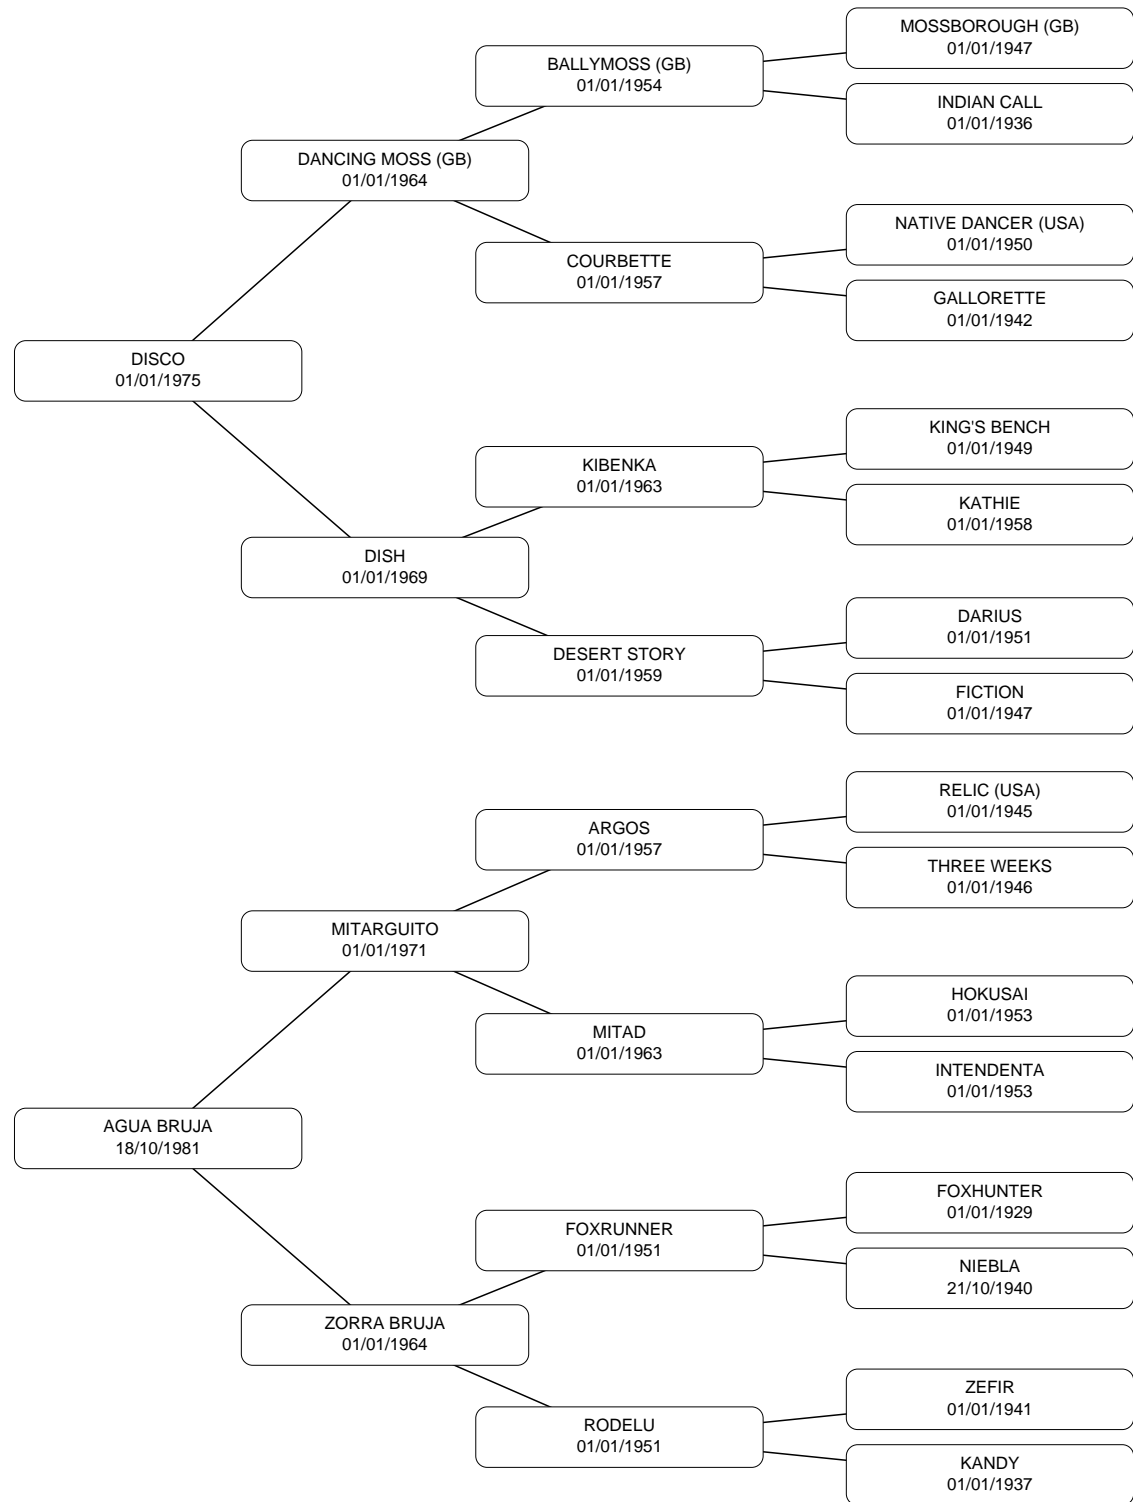 MOSSBOROUGH (GB)
01/01/1947
BALLYMOSS (GB)
01/01/1954
INDIAN CALL
01/01/1936
DANCING MOSS (GB)
01/01/1964
NATIVE DANCER (USA)
01/01/1950
COURBETTE
01/01/1957
GALLORETTE
01/01/1942
DISCO
01/01/1975
KING'S BENCH
01/01/1949
KIBENKA
01/01/1963
KATHIE
01/01/1958
DISH
01/01/1969
DARIUS
01/01/1951
DESERT STORY
01/01/1959
FICTION
01/01/1947
RELIC (USA)
01/01/1945
ARGOS
01/01/1957
THREE WEEKS
01/01/1946
MITARGUITO
01/01/1971
HOKUSAI
01/01/1953
MITAD
01/01/1963
INTENDENTA
01/01/1953
AGUA BRUJA
18/10/1981
FOXHUNTER
01/01/1929
FOXRUNNER
01/01/1951
NIEBLA
21/10/1940
ZORRA BRUJA
01/01/1964
ZEFIR
01/01/1941
RODELU
01/01/1951
KANDY
01/01/1937